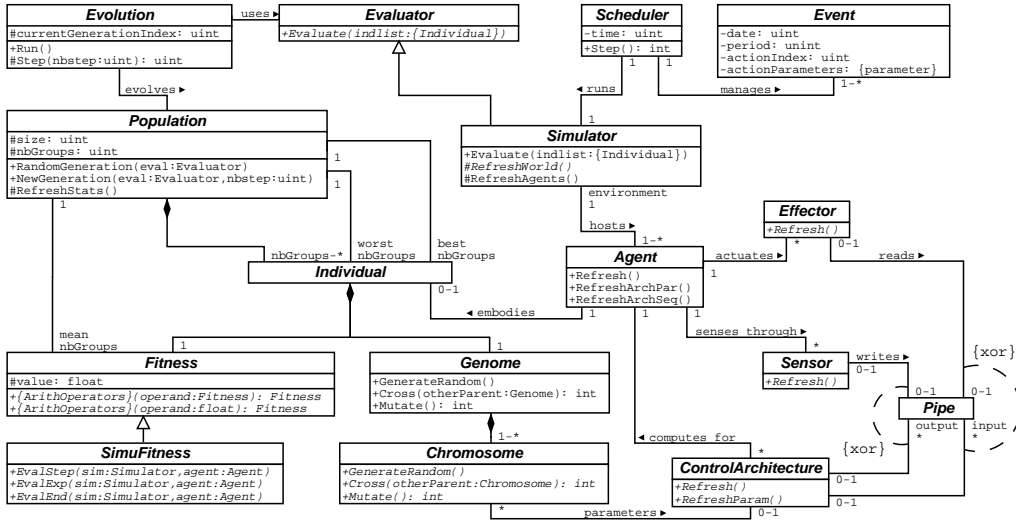 Evolution
#currentGenerationIndex: uint
+Run()
#Step(nbstep:uint): uint
uses ►
Evaluator
+Evaluate(indlist:{Individual})
Scheduler
-time: uint
+Step(): int
1
1
Event
-date: uint
-period: unint
-actionIndex: uint
-actionParameters: {parameter}
manages ►
1-*
evolves ►
◄ runs
1
Population
#size: uint
#nbGroups: uint
+RandomGeneration(eval:Evaluator)
+NewGeneration(eval:Evaluator,nbstep:uint)
#RefreshStats()
1
1
1
Simulator
+Evaluate(indlist:{Individual})
#RefreshWorld()
#RefreshAgents()
environment
1
hosts ►
1-*
Effector
+Refresh()
*
0-1
actuates ►
reads ►
nbGroups-*
worst
nbGroups
best
nbGroups
Individual
0-1
Agent
+Refresh()
+RefreshArchPar()
+RefreshArchSeq()
1
1
1
1
◄ embodies
senses through ►
*
mean
nbGroups
1
1
Fitness
#value: float
+{ArithOperators}(operand:Fitness): Fitness
+{ArithOperators}(operand:float): Fitness
Genome
+GenerateRandom()
+Cross(otherParent:Genome): int
+Mutate(): int
1-*
Sensor
+Refresh()
writes ►
0-1
{xor}
0-1
0-1
Pipe
output
*
input
*
{xor}
SimuFitness
+EvalStep(sim:Simulator,agent:Agent)
+EvalExp(sim:Simulator,agent:Agent)
+EvalEnd(sim:Simulator,agent:Agent)
Chromosome
+GenerateRandom()
+Cross(otherParent:Chromosome): int
+Mutate(): int
*
◄ computes for
*
ControlArchitecture
+Refresh()
+RefreshParam()
0-1
0-1
0-1
parameters ►